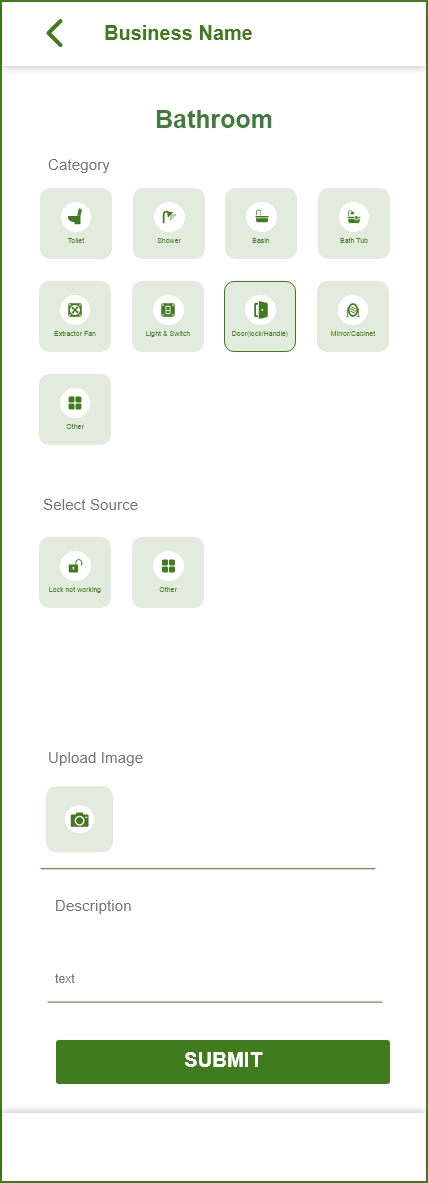 Business Name
Bathroom
Category
Toilet
Shower
Basin
Bath Tub
Extractor Fan
Light & Switch
Door(lock/Handle)
Mirror/Cabinet
Other
Select Source
Lock not working
Other
Upload Image
Description
text
SUBMIT